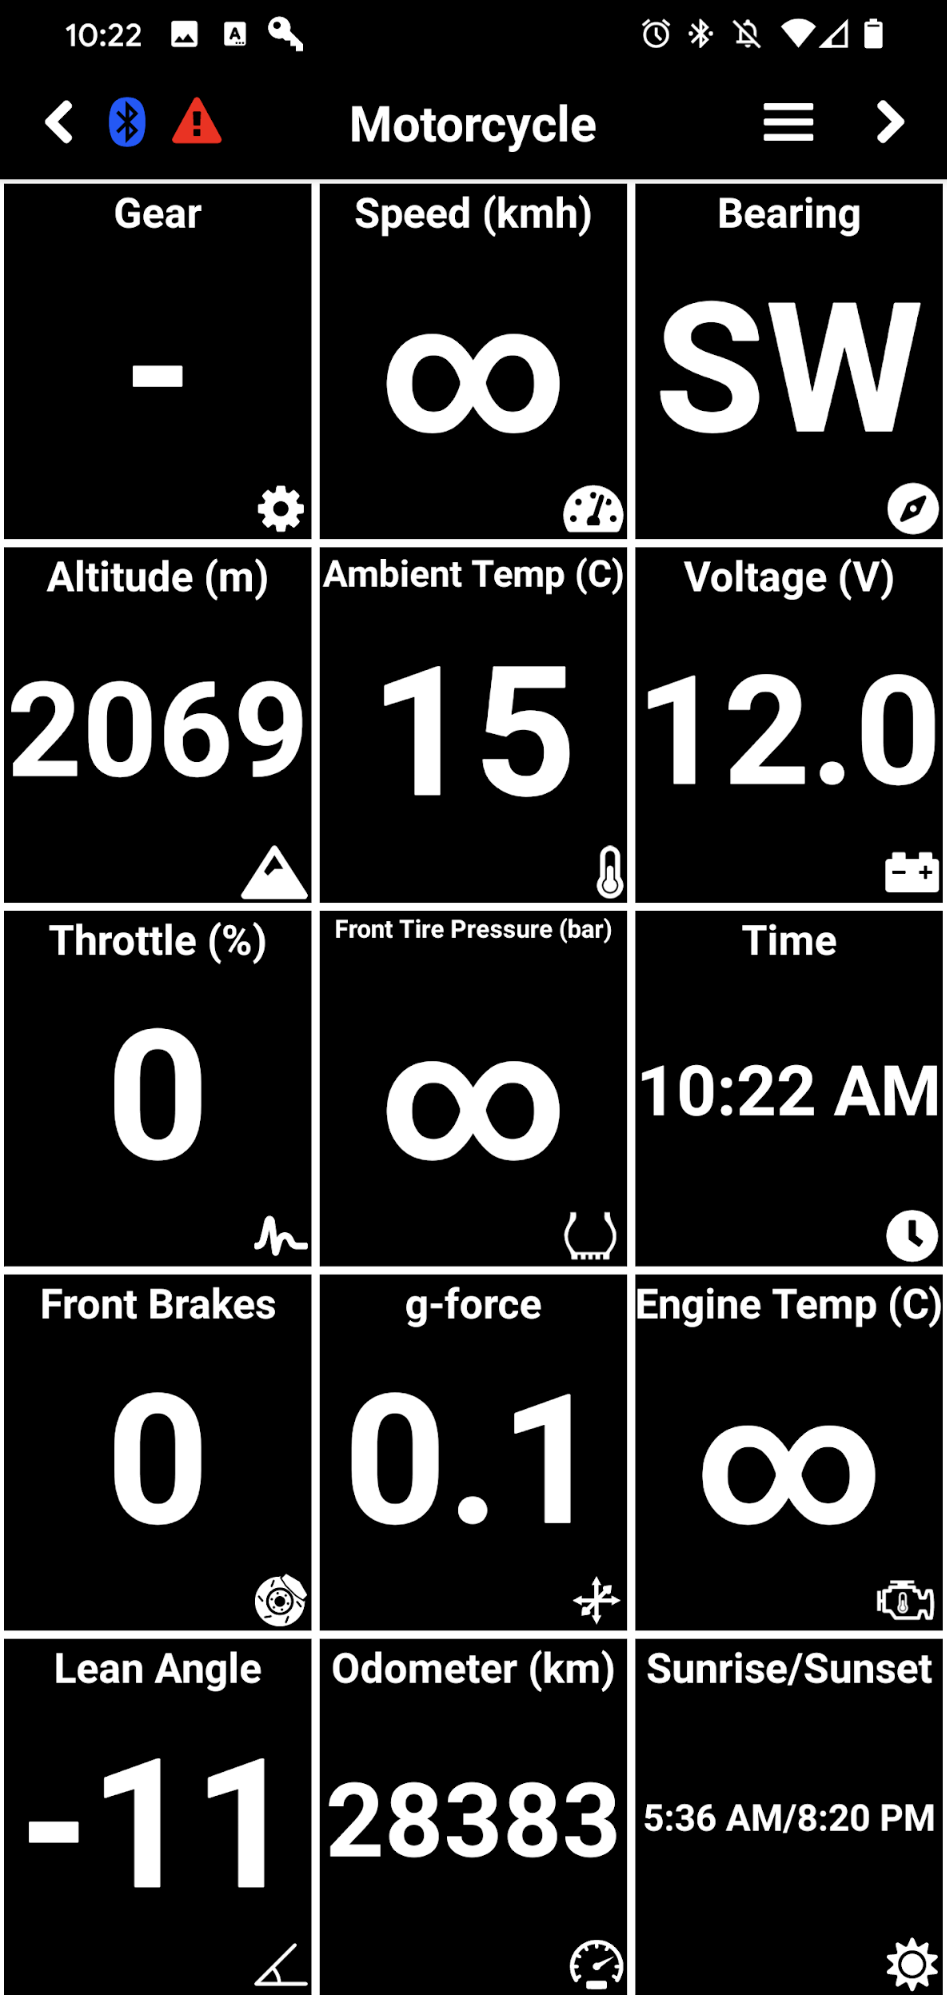 10:22
Motorcycle
Gear
Speed (kmh)
Bearing
-
∞
SW
Altitude (m)
Ambient Temp (C)
Voltage (V)
2069
15
12.0
Throttle (%)
Front Tire Pressure (bar)
Time
0
∞
10:22 AM
Front Brakes
g-force
Engine Temp (C)
0
0.1
∞
Lean Angle
Odometer (km)
Sunrise/Sunset
-11
28383
5:36 AM/8:20 PM